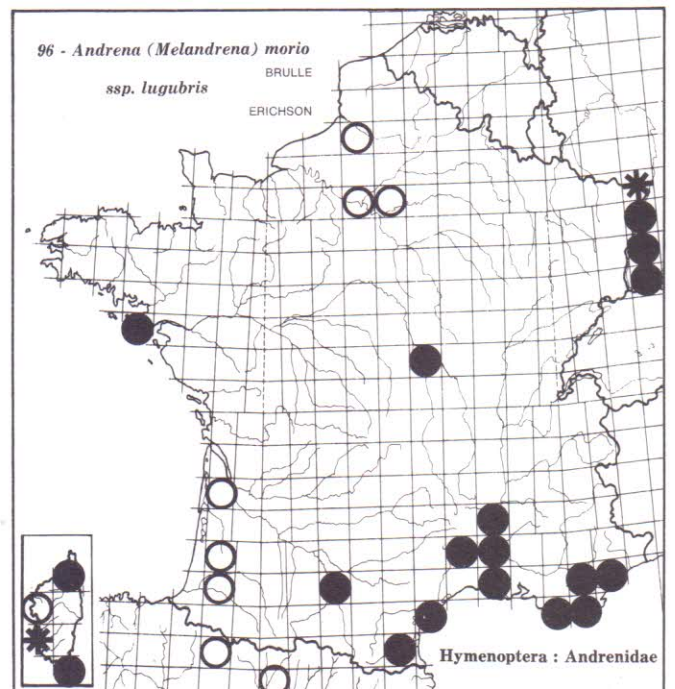 96 - Andrena (Melandrena) morio
BRULLE
ssp. lugubris
ERICHSON
Hymenoptera : Andrenidae